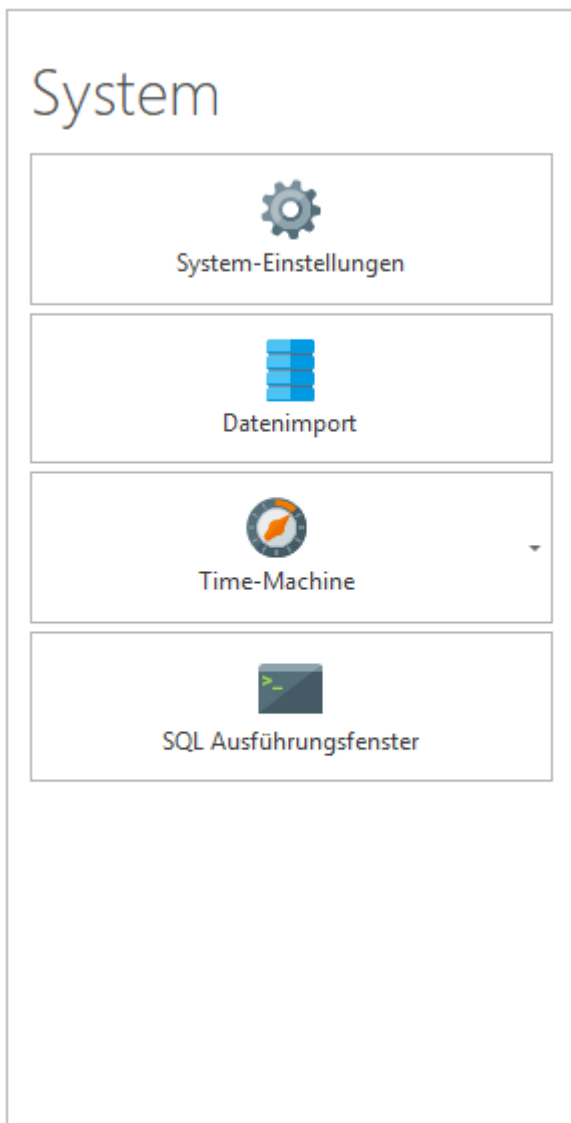 System
System-Einstellungen
Datenimport
Time-Machine
>_
SQL Ausführungsfenster